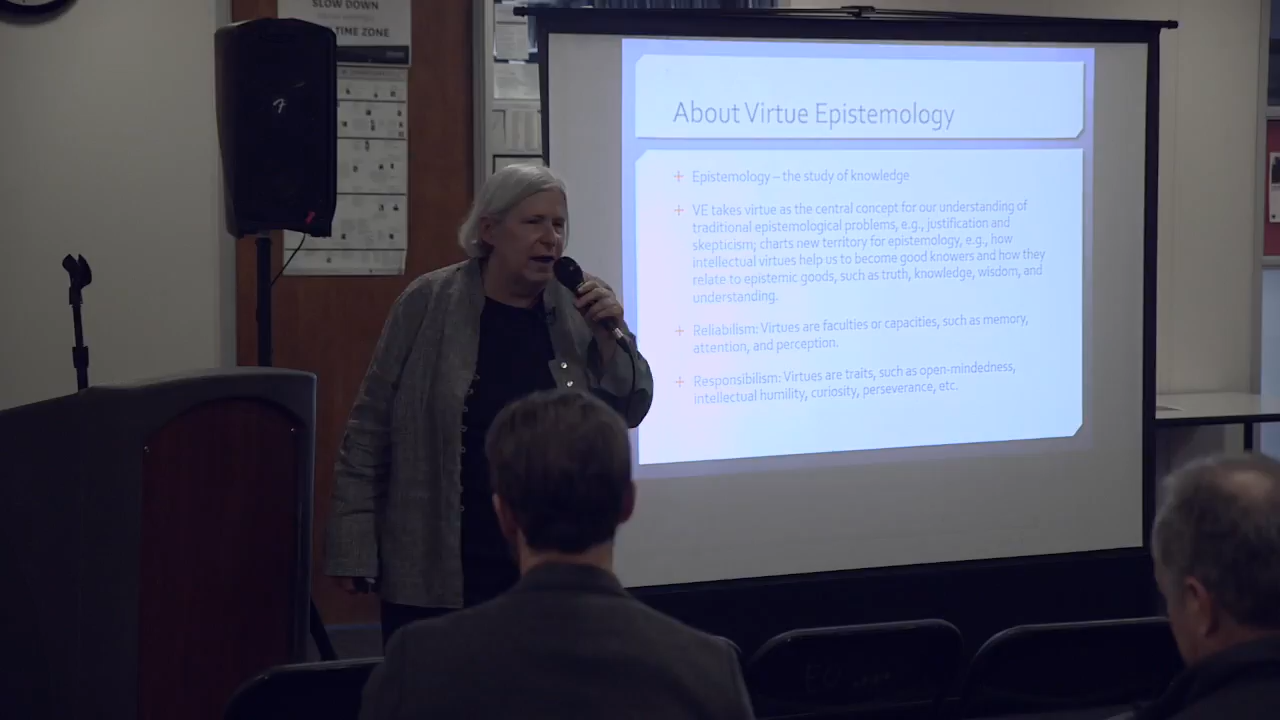 SLOW DOWN
TIME ZONE
About Virtue Epistemology
Epistemology – the study of knowledge
VE takes virtue as the central concept for our understanding of
traditional epistemological problems, e.g., justification and
skepticism; charts new territory for epistemology, e.g., how
intellectual virtues help us to become good knowers and how they
relate to epistemic goods, such as truth, knowledge, wisdom, and
understanding.
Reliabilism: Virtues are faculties or capacities, such as memory,
attention, and perception.
Responsibilism: Virtues are traits, such as open-mindedness,
intellectual humility, curiosity, perseverance, etc.